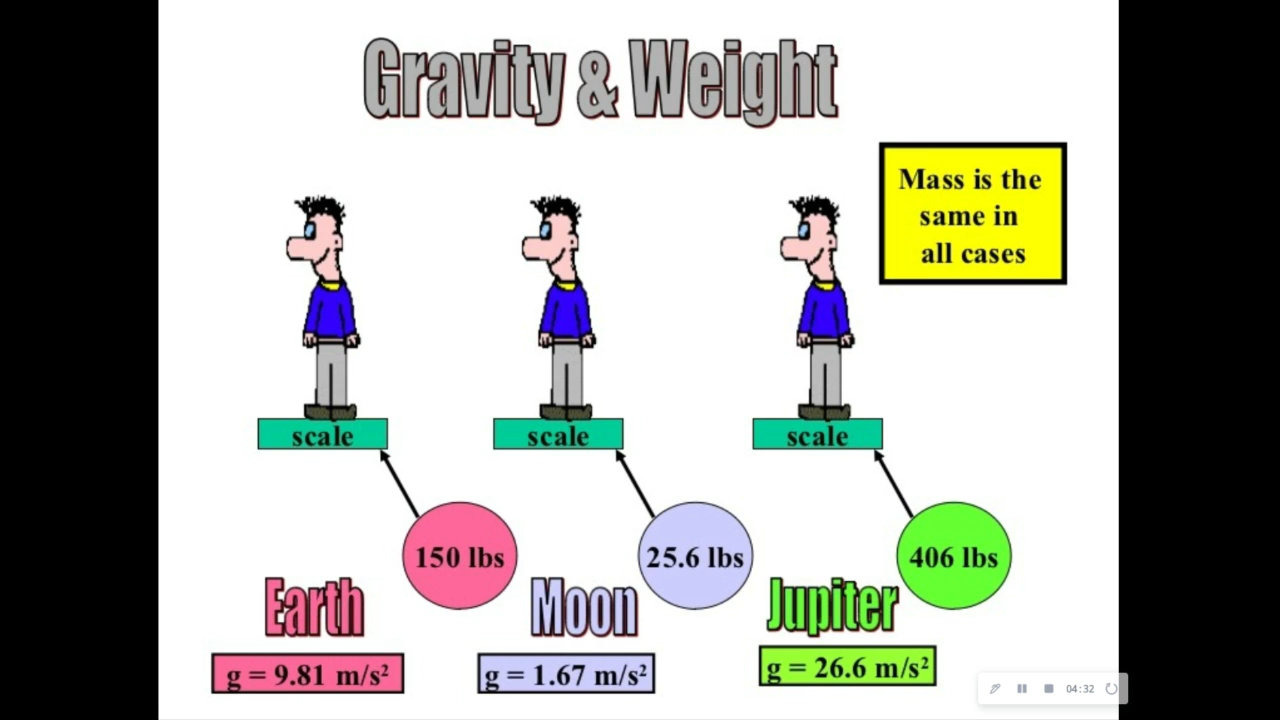 Gravity & Weight
Mass is the
same in
all cases
scale
scale
scale
150 lbs
25.6 lbs
406 lbs
Earth
Moon
Jupiter
g = 9.81 m/s²
g = 1.67 m/s²
g = 26.6 m/s²
04:32